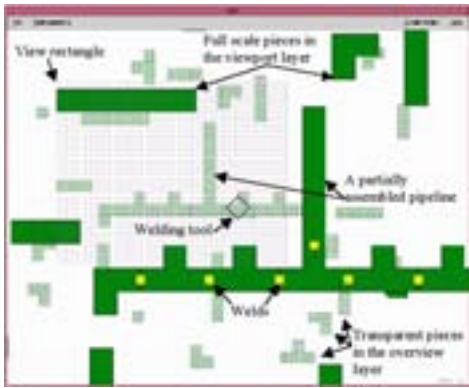 View rectangle
Full scale pieces in
the viewport layer
A partially
assembled pipeline
Welding tool
Welds
Transparent pieces
in the overview
layer